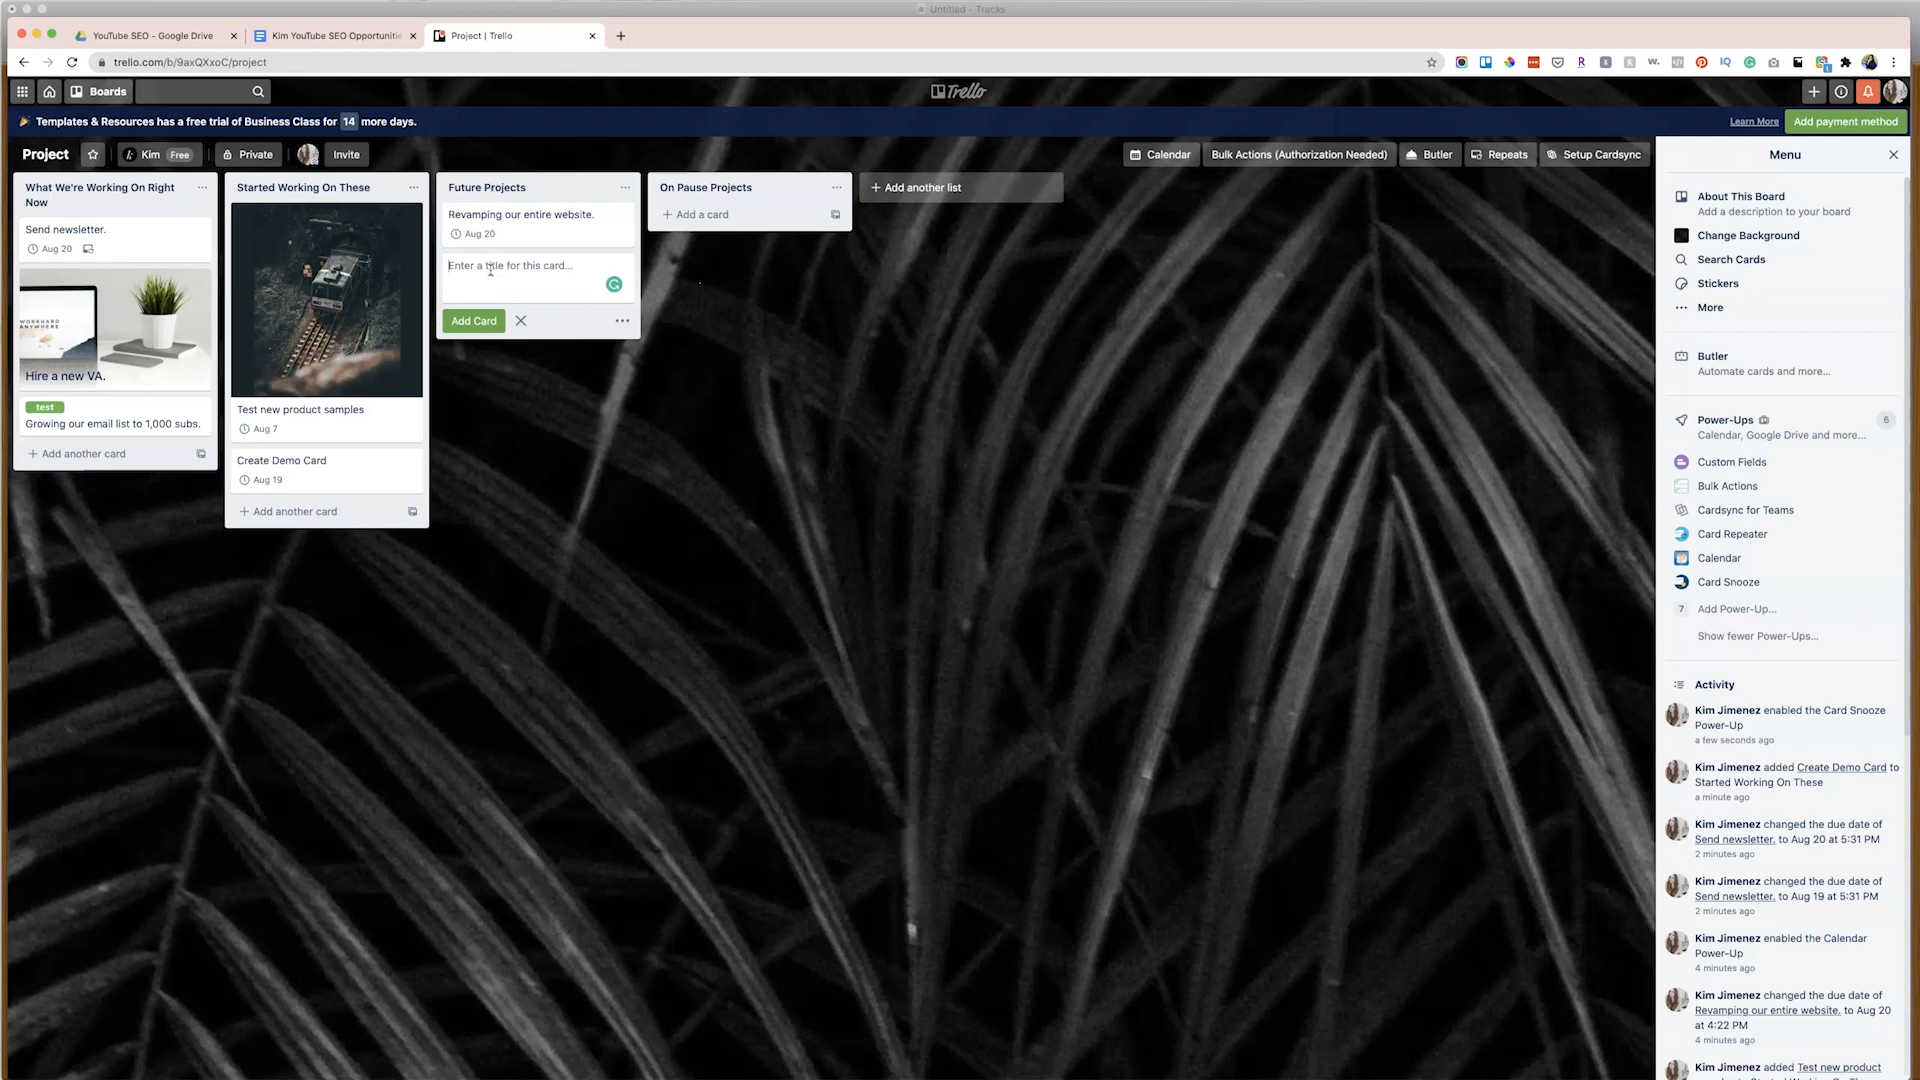 Untitled - Tracks
YouTube SEO - Google Drive
Kim YouTube SEO Opportunitie
Project | Trello
trello.com/b/9axQXxoC/project
Boards
Trello
Templates & Resources has a free trial of Business Class for 14 more days.
Learn More
Add payment method
Project
Kim Free
Private
Invite
Calendar
Bulk Actions (Authorization Needed)
Butler
Repeats
Setup Cardsync
What We're Working On Right
Now
Send newsletter.
Aug 20
WORKHARD
ANYWHERE
Hire a new VA.
test
Growing our email list to 1,000 subs.
+ Add another card
Started Working On These
Test new product samples
Aug 7
Create Demo Card
Aug 19
+ Add another card
Future Projects
Revamping our entire website.
Aug 20
Enter a title for this card...
Add Card
On Pause Projects
+ Add a card
+ Add another list
Menu
About This Board
Add a description to your board
Change Background
Search Cards
Stickers
More
Butler
Automate cards and more...
Power-Ups
6
Calendar, Google Drive and more...
Custom Fields
Bulk Actions
Cardsync for Teams
Card Repeater
Calendar
Card Snooze
7 Add Power-Up...
Show fewer Power-Ups...
Activity
Kim Jimenez enabled the Card Snooze
Power-Up
a few seconds ago
Kim Jimenez added Create Demo Card to
Started Working On These
a minute ago
Kim Jimenez changed the due date of
Send newsletter. to Aug 20 at 5:31 PM
2 minutes ago
Kim Jimenez changed the due date of
Send newsletter. to Aug 19 at 5:31 PM
2 minutes ago
Kim Jimenez enabled the Calendar
Power-Up
4 minutes ago
Kim Jimenez changed the due date of
Revamping our entire website. to Aug 20
at 4:22 PM
4 minutes ago
Kim Jimenez added Test new product